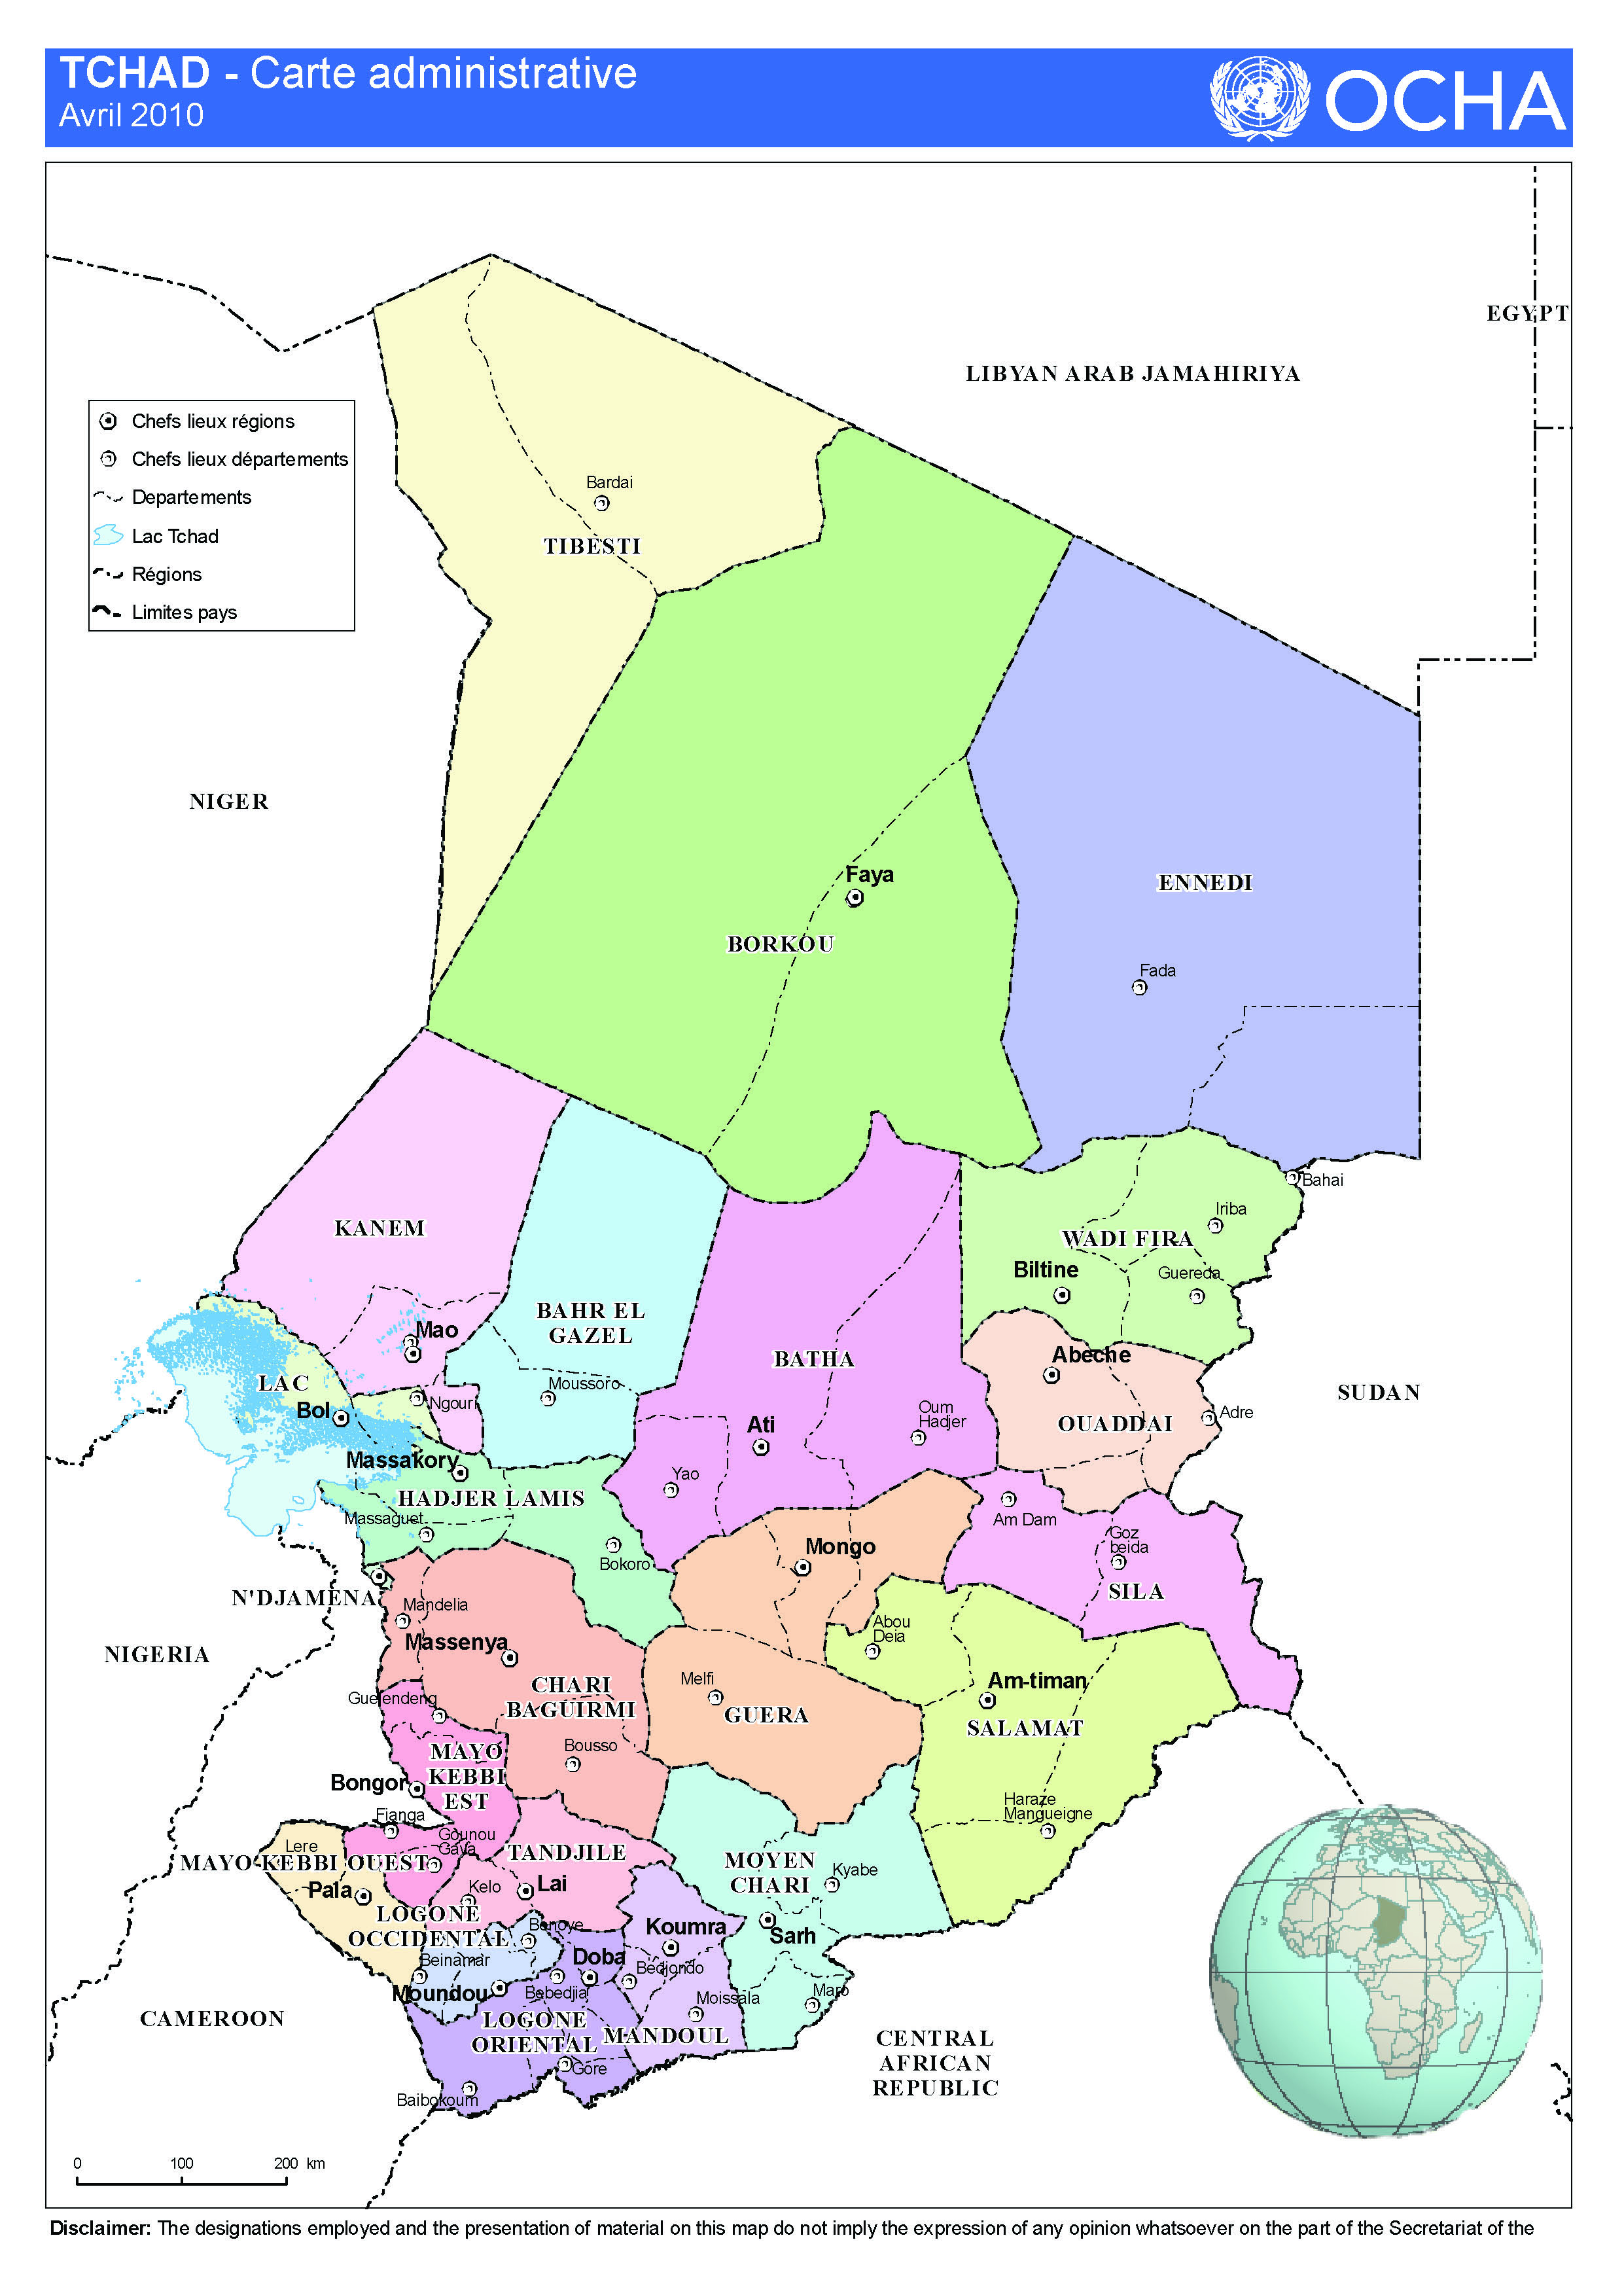 TCHAD - Carte administrative
Avril 2010
OCHA
EGYPT
LIBYAN ARAB JAMAHIRIYA
Chefs lieux régions
Chefs lieux départements
Departements
Lac Tchad
Régions
Limites pays
Bardai
TIBESTI
NIGER
Faya
ENNEDI
BORKOU
Fada
Bahai
Iriba
KANEM
WADI FIRA
Biltine
Guereda
BAHR EL
GAZEL
Mao
Abeche
BATHA
LAC
Moussoro
SUDAN
Ngouri
Bol
Oum
Hadjer
Adre
Ati
OUADDAI
Massakory
Yao
HADJER LAMIS
Massaguet
Am Dam
Goz
beida
Mongo
Bokoro
SILA
N'DJAMENA
Mandelia
Abou
Deia
Massenya
NIGERIA
Melfi
Am-timan
CHARI
BAGUIRMI
Guelendeng
GUERA
SALAMAT
Bousso
MAYO
KEBBI
EST
Bongor
Haraze
Mangueigne
Fianga
Gounou
Gaya
Lere
TANDJILE
MAYO KEBBI OUEST
MOYEN
CHARI
Kyabe
Pala
Kelo
Lai
LOGONE
OCCIDENTAL
Benoye
Koumra
Sarh
Doba
Beinamar
Bedjondo
Moundou
Bebedjia
Moissala
Maro
CAMEROON
LOGONE
ORIENTAL
MANDOUL
CENTRAL
AFRICAN
REPUBLIC
Gore
Baibokoum
0 100 200 km
Disclaimer: The designations employed and the presentation of material on this map do not imply the expression of any opinion whatsoever on the part of the Secretariat of the